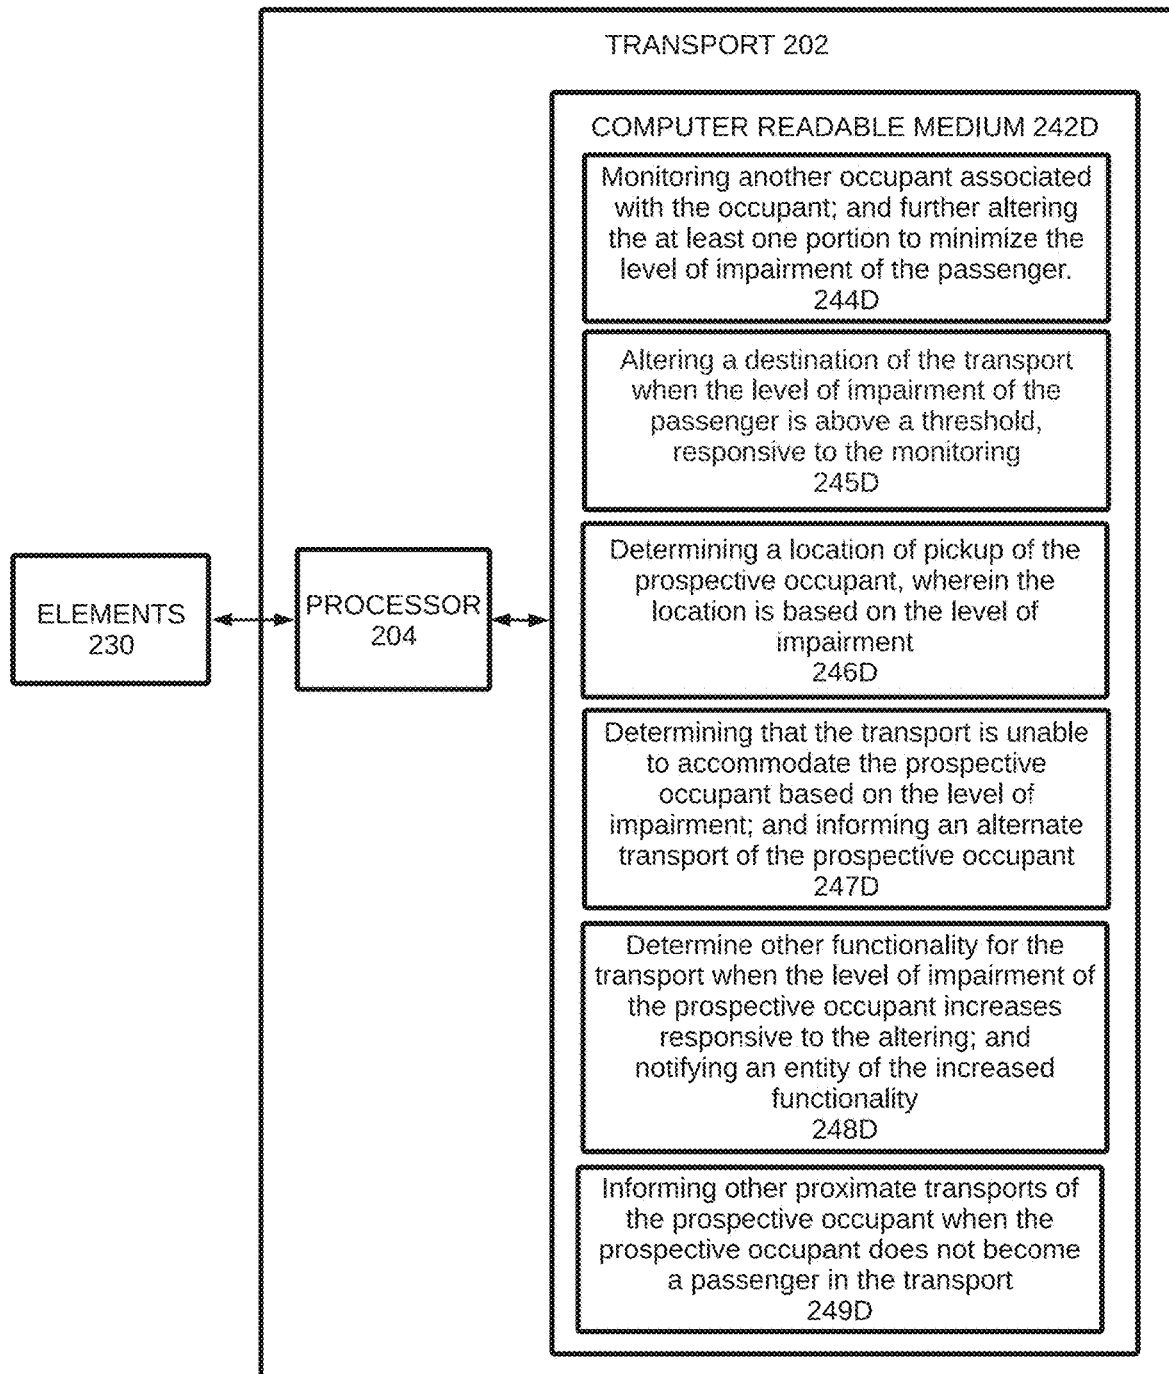 TRANSPORT 202
COMPUTER READABLE MEDIUM 242D
Monitoring another occupant associated
with the occupant; and further altering
the at least one portion to minimize the
level of impairment of the passenger.
244D
Altering a destination of the transport
when the level of impairment of the
passenger is above a threshold,
responsive to the monitoring
245D
ELEMENTS
230
PROCESSOR
204
Determining a location of pickup of the
prospective occupant, wherein the
location is based on the level of
impairment
246D
Determining that the transport is unable
to accommodate the prospective
occupant based on the level of
impairment; and informing an alternate
transport of the prospective occupant
247D
Determine other functionality for the
transport when the level of impairment of
the prospective occupant increases
responsive to the altering; and
notifying an entity of the increased
functionality
248D
Informing other proximate transports of
the prospective occupant when the
prospective occupant does not become
a passenger in the transport
249D